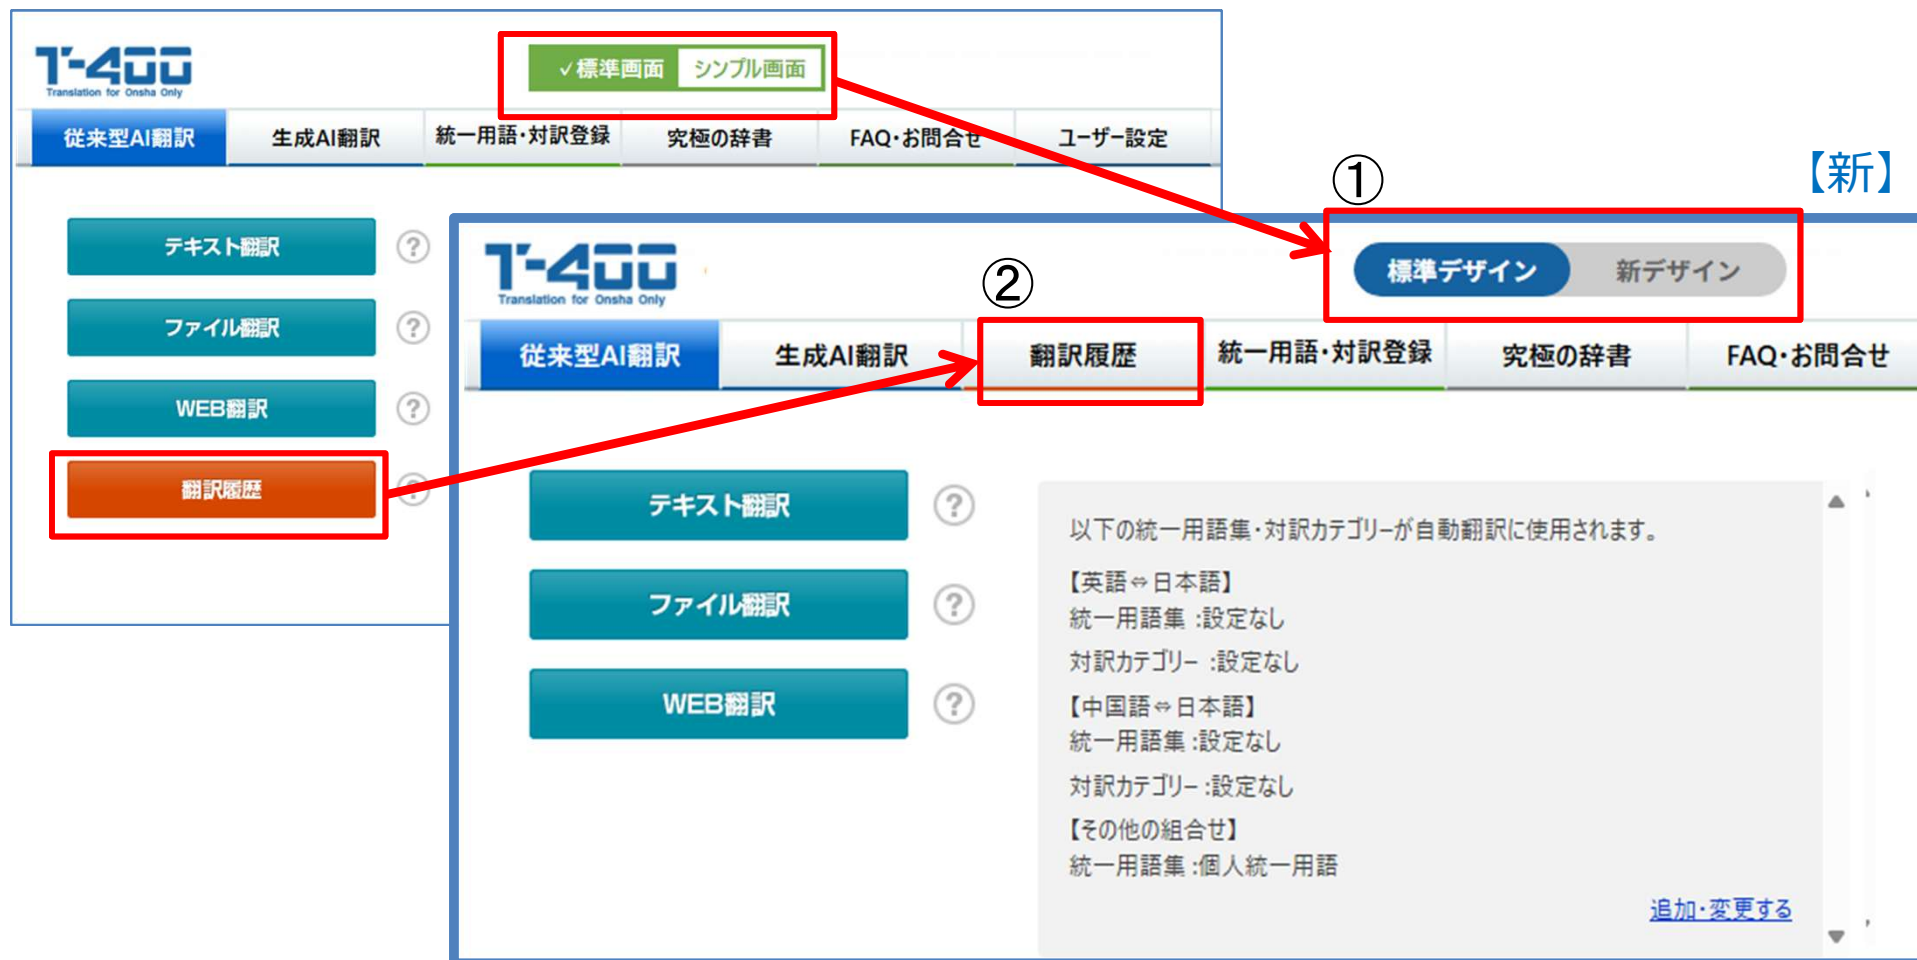 T-400
Translation for Onsha Only
✓標準画面 シンプル画面
従来型AI翻訳 生成AI翻訳 統一用語・対訳登録 究極の辞書 FAQ・お問合せ ユーザー設定
テキスト翻訳 ?
ファイル翻訳 ?
WEB翻訳 ?
翻訳履歴 ?
① 【新】
T-400
Translation for Onsha Only
②
標準デザイン 新デザイン
従来型AI翻訳 生成AI翻訳 翻訳履歴 統一用語・対訳登録 究極の辞書 FAQ・お問合せ
テキスト翻訳 ?
ファイル翻訳 ?
WEB翻訳 ?
以下の統一用語集・対訳カテゴリーが自動翻訳に使用されます。
【英語⇔日本語】
統一用語集 :設定なし
対訳カテゴリー :設定なし
【中国語⇔日本語】
統一用語集 :設定なし
対訳カテゴリー :設定なし
【その他の組合せ】
統一用語集 :個人統一用語
追加・変更する